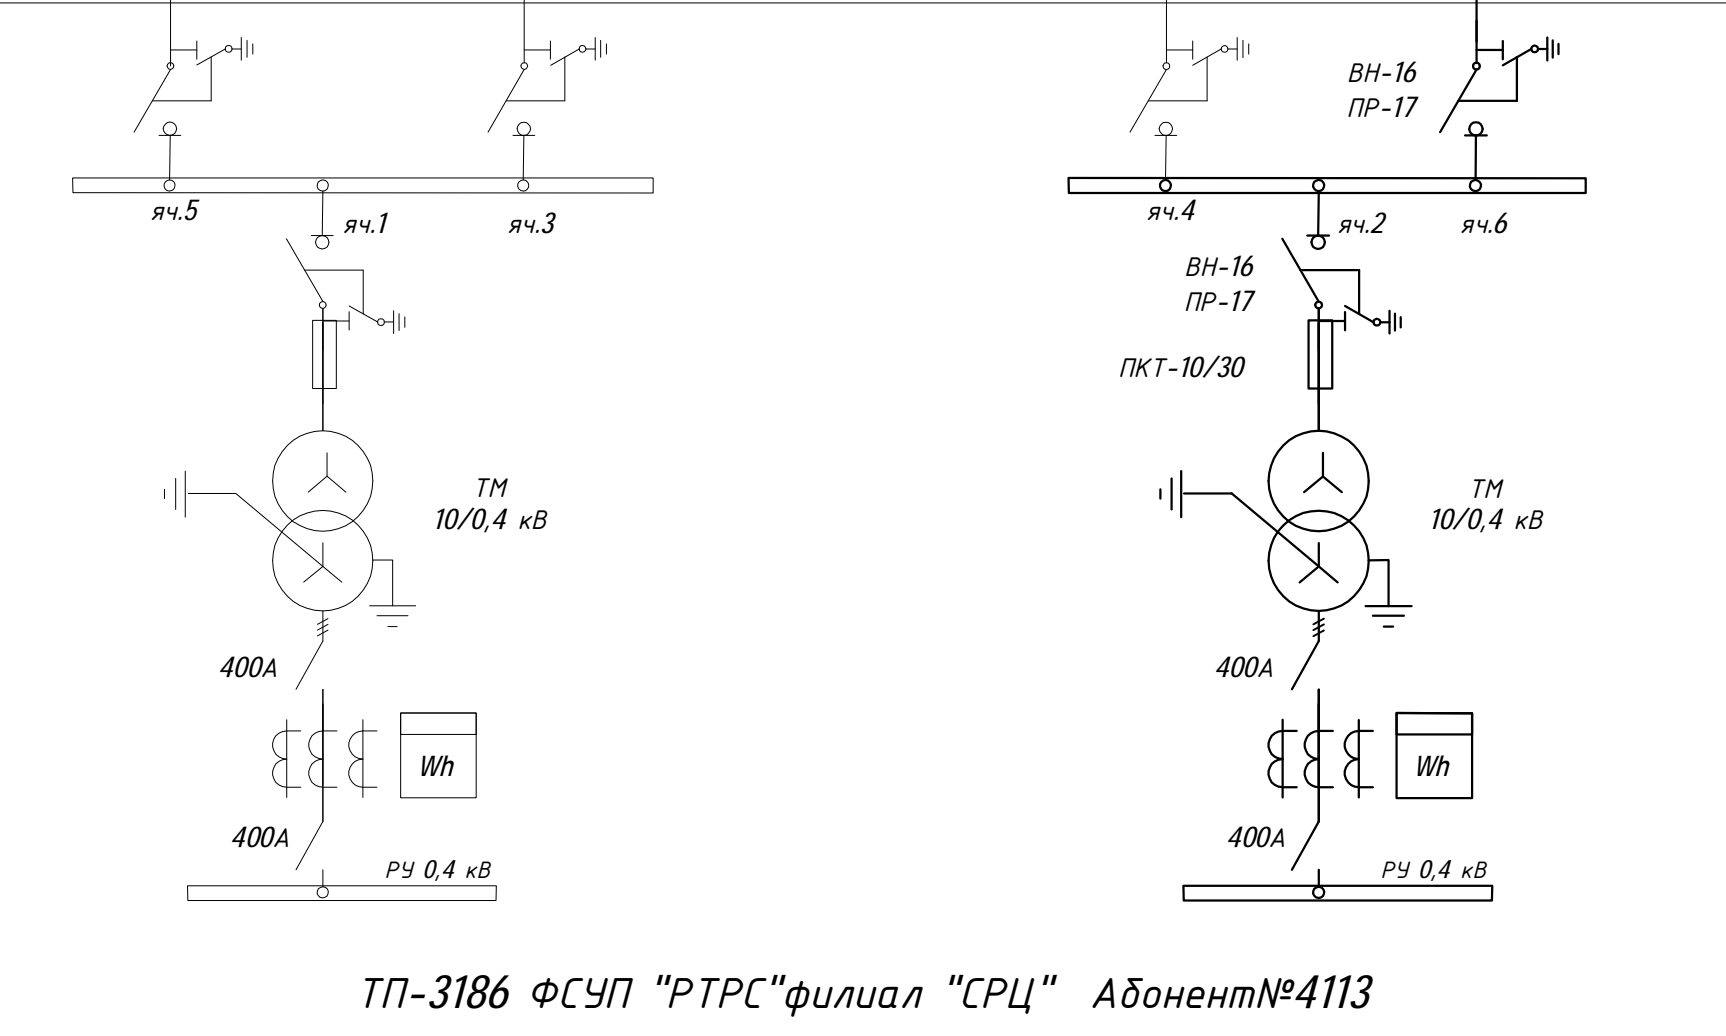 ВН-16
ПР-17
яч.5
яч.1
яч.3
яч.4
яч.2
яч.6
ВН-16
ПР-17
ПКТ-10/30
ТМ
10/0,4 кВ
ТМ
10/0,4 кВ
400А
400А
Wh
Wh
400А
400А
РУ 0,4 кВ
РУ 0,4 кВ
ТП-3186 ФСУП "РТРС"филиал "СРЦ" Абонент№4113